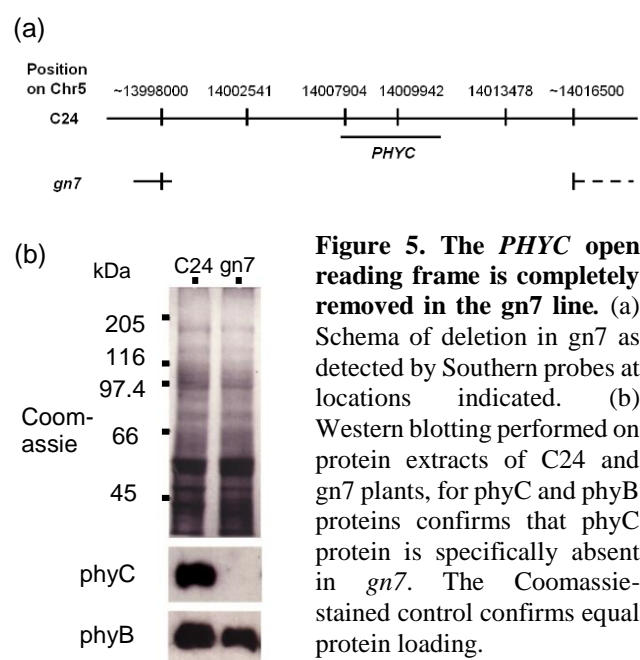 (a)
Position
on Chr5
~13998000 14002541 14007904 14009942 14013478 ~14016500
C24
PHYC
gn7
(b)
kDa
C24 gn7
205
116
97.4
Coom-
assie
66
45
phyC
phyB
Figure 5. The PHYC open
reading frame is completely
removed in the gn7 line. (a)
Schema of deletion in gn7 as
detected by Southern probes at
locations indicated. (b)
Western blotting performed on
protein extracts of C24 and
gn7 plants, for phyC and phyB
proteins confirms that phyC
protein is specifically absent
in gn7. The Coomassie-
stained control confirms equal
protein loading.